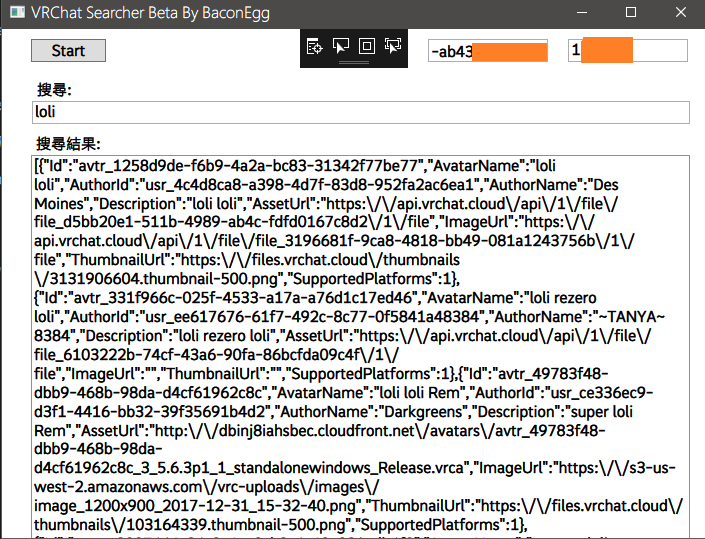 VRChat Searcher Beta By BaconEgg
Start
-ab43
1
搜尋:
loli
搜尋結果:
[{"Id":"avtr_1258d9de-f6b9-4a2a-bc83-31342f77be77","AvatarName":"loli
loli","AuthorId":"usr_4c4d8ca8-a398-4d7f-83d8-952fa2ac6ea1","AuthorName":"Des
Moines","Description":"loli loli","AssetUrl":"https:\/\/api.vrchat.cloud\/api\/1\/file\/
file_d5bb20e1-511b-4989-ab4c-fdfd0167c8d2\/1\/file","ImageUrl":"https:\/\/
api.vrchat.cloud\/api\/1\/file\/file_3196681f-9ca8-4818-bb49-081a1243756b\/1\/
file","ThumbnailUrl":"https:\/\/files.vrchat.cloud\/thumbnails
\/3131906604.thumbnail-500.png","SupportedPlatforms":1},
{"Id":"avtr_331f966c-025f-4533-a17a-a76d1c17ed46","AvatarName":"loli rezero
loli","AuthorId":"usr_ee617676-61f7-492c-8c77-0f5841a48384","AuthorName":"~TANYA~
8384","Description":"loli rezero loli","AssetUrl":"https:\/\/api.vrchat.cloud\/api\/1\/file\/
file_6103222b-74cf-43a6-90fa-86bcfda09c4f\/1\/
file","ImageUrl":"","ThumbnailUrl":"","SupportedPlatforms":1},{"Id":"avtr_49783f48-
dbb9-468b-98da-d4cf61962c8c","AvatarName":"loli loli Rem","AuthorId":"usr_ce336ec9-
d3f1-4416-bb32-39f35691b4d2","AuthorName":"Darkgreens","Description":"super loli
Rem","AssetUrl":"http:\/\/dbinj8iahsbec.cloudfront.net\/avatars\/avtr_49783f48-
dbb9-468b-98da-
d4cf61962c8c_3_5.6.3p1_1_standalonewindows_Release.vrca","ImageUrl":"https:\/\/s3-us-
west-2.amazonaws.com\/vrc-uploads\/images\/
image_1200x900_2017-12-31_15-32-40.png","ThumbnailUrl":"https:\/\/files.vrchat.cloud\/
thumbnails\/103164339.thumbnail-500.png","SupportedPlatforms":1},